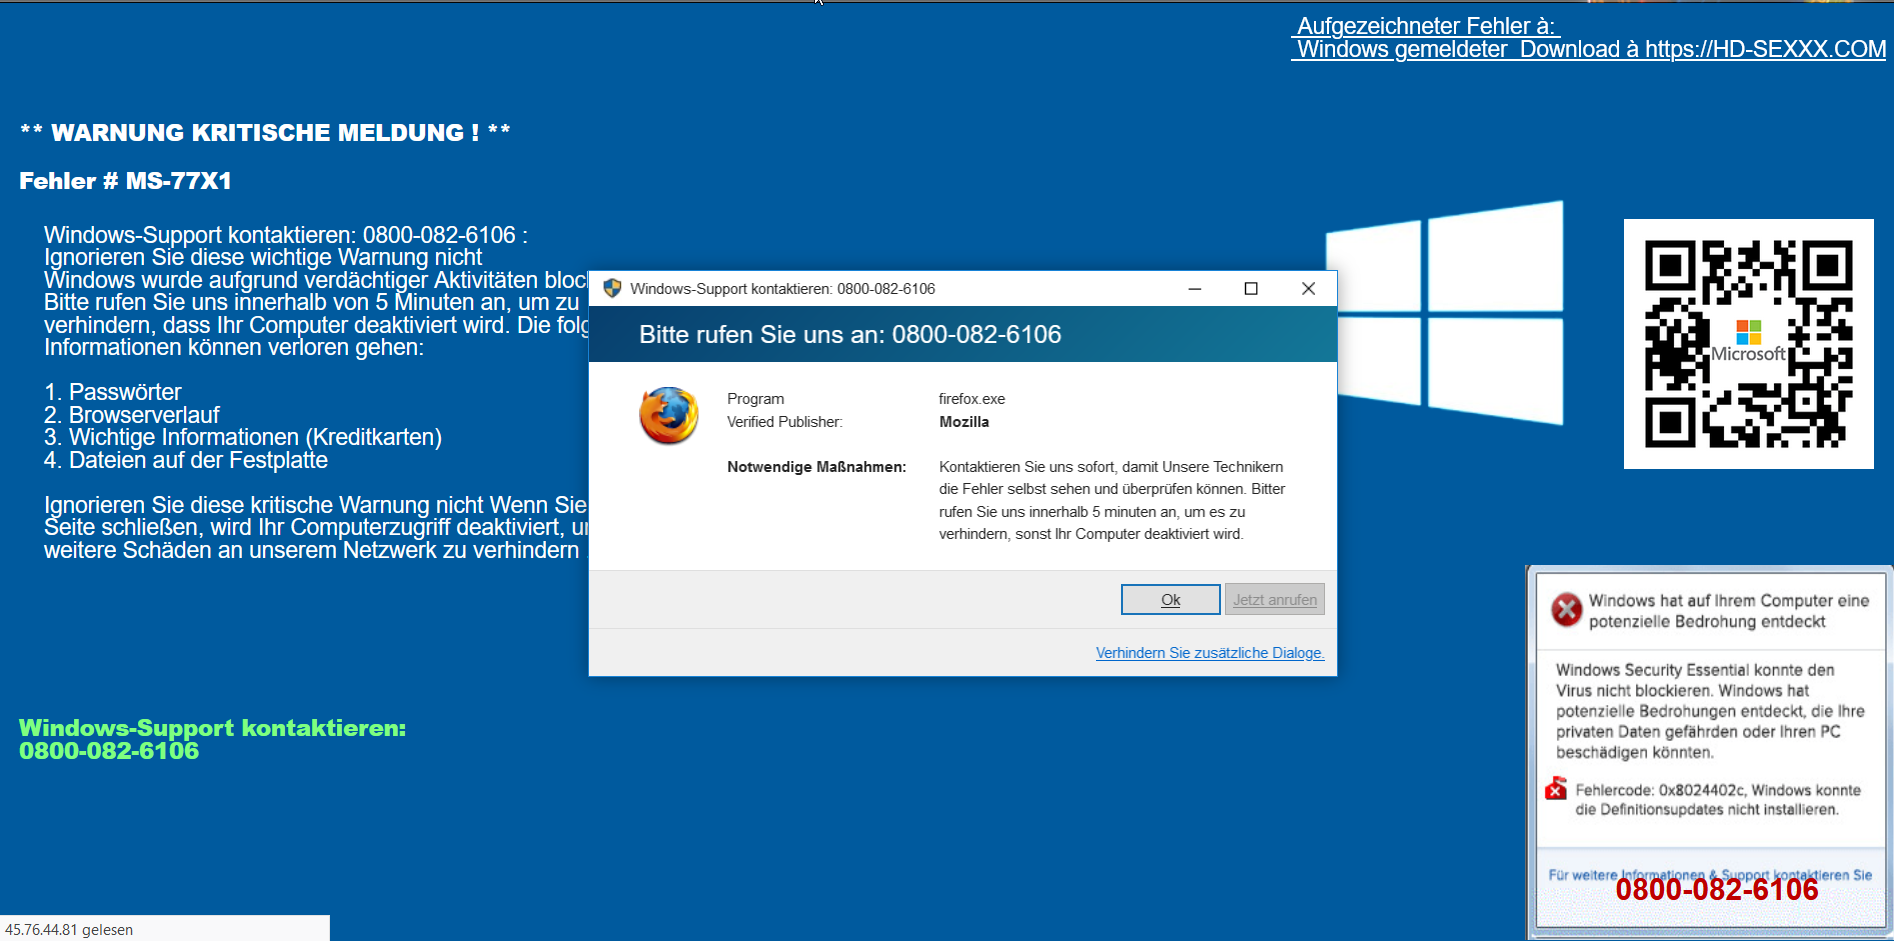 Aufgezeichneter Fehler à:
Windows gemeldeter Download à https://HD-SEXXX.COM
** WARNUNG KRITISCHE MELDUNG ! **
Fehler # MS-77X1
Windows-Support kontaktieren: 0800-082-6106 :
Ignorieren Sie diese wichtige Warnung nicht
Windows wurde aufgrund verdächtiger Aktivitäten bloc
Bitte rufen Sie uns innerhalb von 5 Minuten an, um zu
verhindern, dass Ihr Computer deaktiviert wird. Die folg
Informationen können verloren gehen:
1. Passwörter
2. Browserverlauf
3. Wichtige Informationen (Kreditkarten)
4. Dateien auf der Festplatte
Ignorieren Sie diese kritische Warnung nicht Wenn Sie
Seite schließen, wird Ihr Computerzugriff deaktiviert, u
weitere Schäden an unserem Netzwerk zu verhindern .
Windows-Support kontaktieren:
0800-082-6106
45.76.44.81 gelesen
Windows-Support kontaktieren: 0800-082-6106
Bitte rufen Sie uns an: 0800-082-6106
Program firefox.exe
Verified Publisher: Mozilla
Notwendige Maßnahmen: Kontaktieren Sie uns sofort, damit Unsere Technikern
die Fehler selbst sehen und überprüfen können. Bitter
rufen Sie uns innerhalb 5 minuten an, um es zu
verhindern, sonst Ihr Computer deaktiviert wird.
Ok Jetzt anrufen
Verhindern Sie zusätzliche Dialoge.
Microsoft
Windows hat auf Ihrem Computer eine
potenzielle Bedrohung entdeckt
Windows Security Essential konnte den
Virus nicht blockieren. Windows hat
potenzielle Bedrohungen entdeckt, die Ihre
privaten Daten gefährden oder Ihren PC
beschädigen könnten.
Fehlercode: 0x8024402c, Windows konnte
die Definitionsupdates nicht installieren.
Für weitere Informationen & Support kontaktieren Sie
0800-082-6106